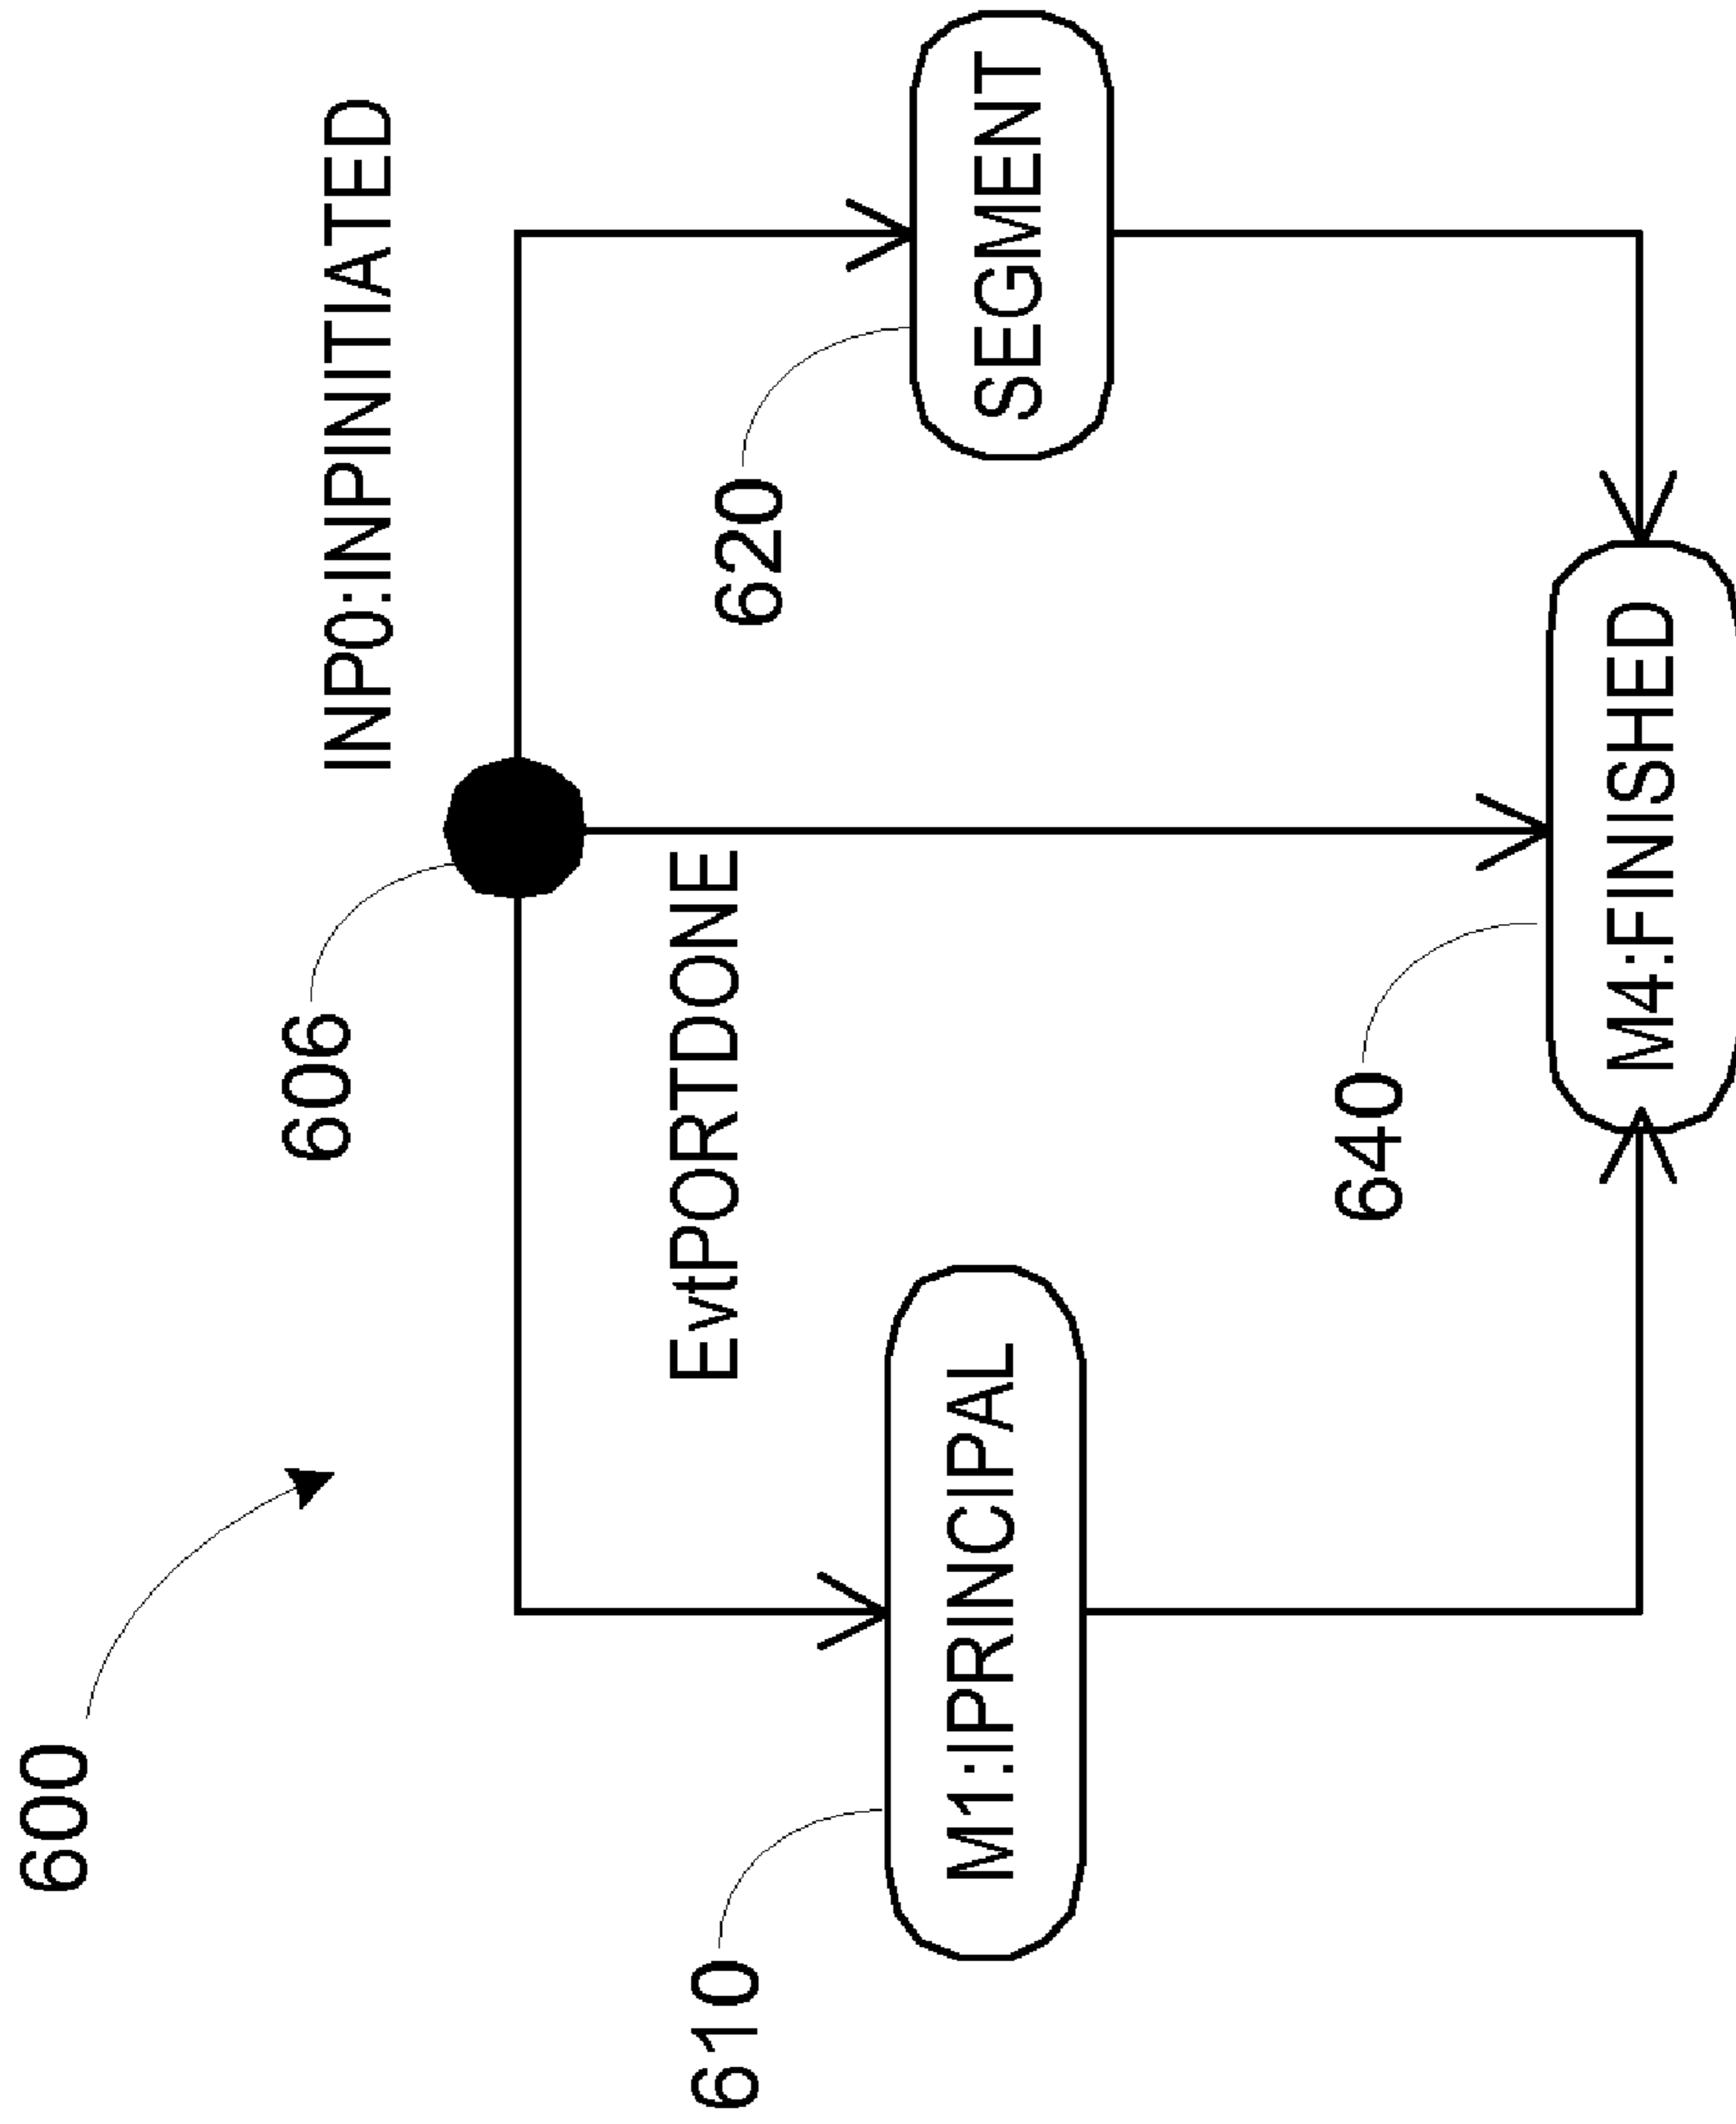 600
INP0:INPINITIATED
606
EvtPORTDONE
610
620
M1:IPRINCIPAL
SEGMENT
640
M4:FINISHED